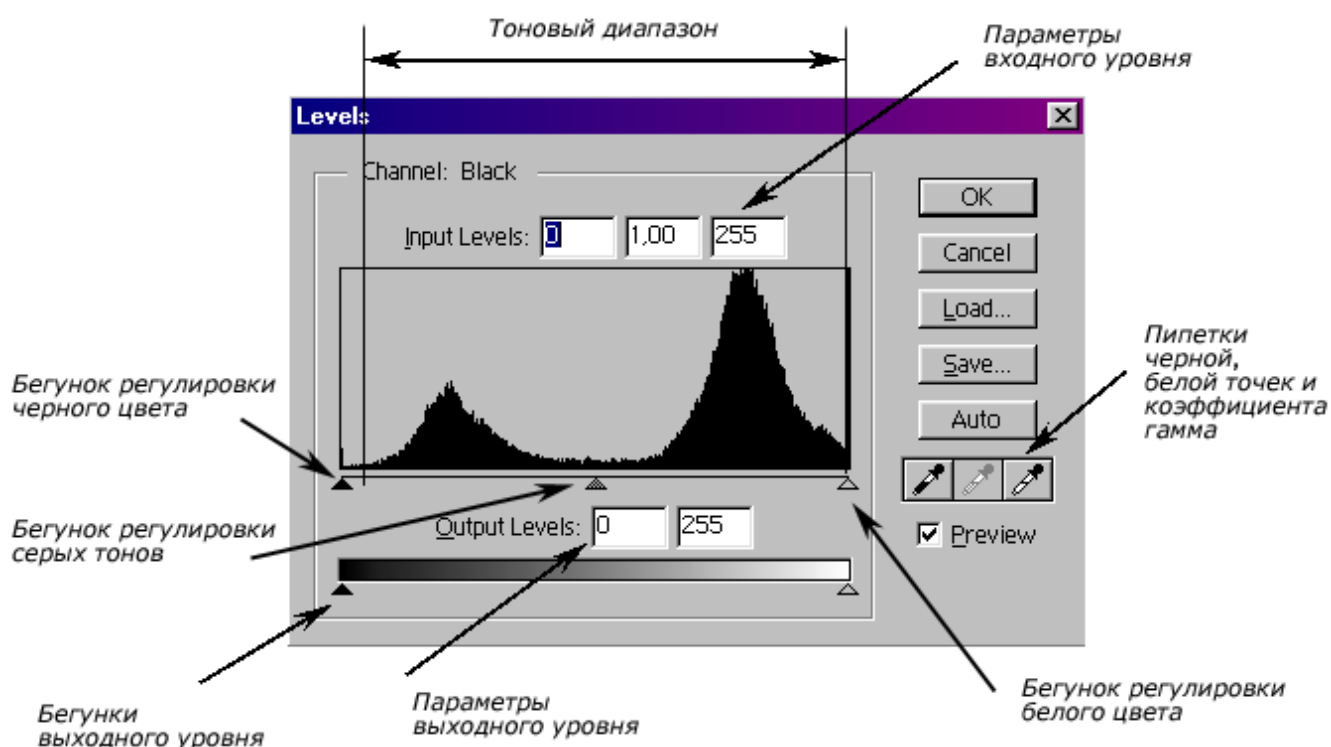 Тоновый диапазон
Параметры
входного уровня
Levels
Channel: Black
Input Levels: 0 1,00 255
OK
Cancel
Load...
Save...
Auto
Пипетки
черной,
белой точек и
коэффициента
гамма
Бегунок регулировки
черного цвета
Бегунок регулировки
серых тонов
Output Levels: 0 255
Preview
Бегунки
выходного уровня
Параметры
выходного уровня
Бегунок регулировки
белого цвета